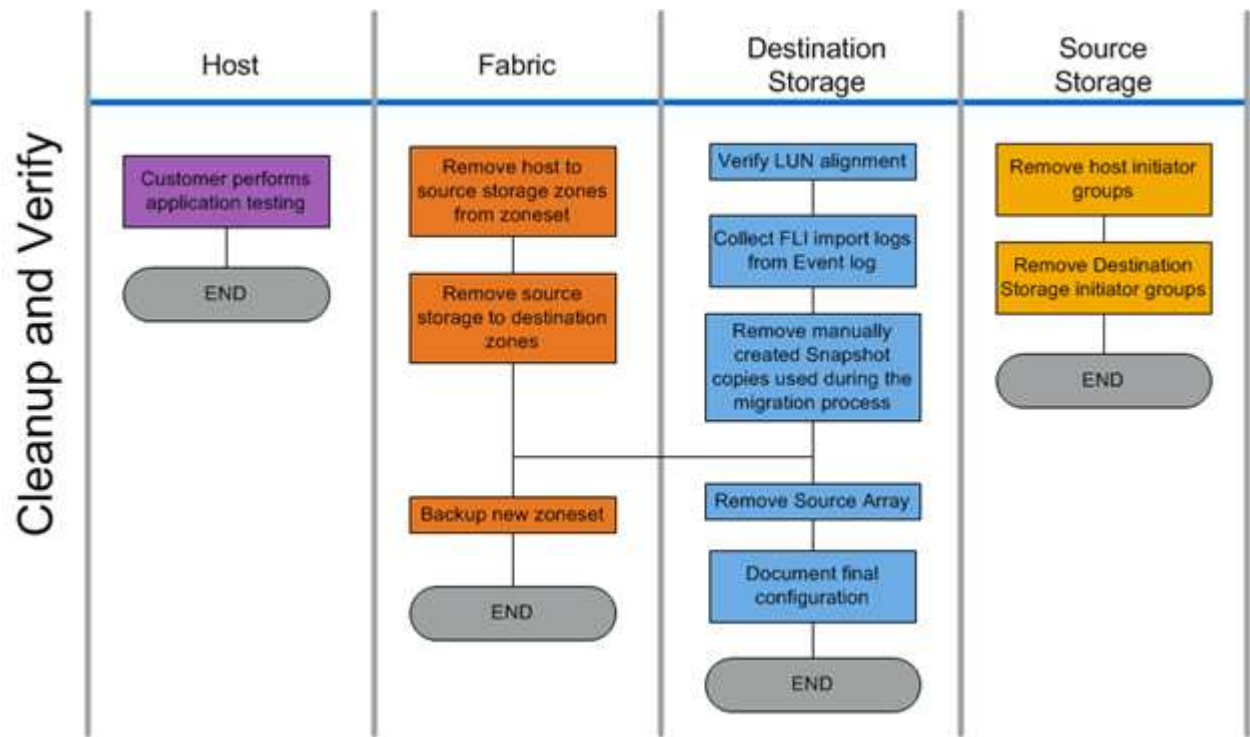 Cleanup and Verify
Host
Customer performs
application testing
END
Fabric
Remove host to
source storage zones
from zoneset
Remove source
storage to destination
zones
Backup new zoneset
END
Destination
Storage
Verify LUN alignment
Collect FLI import logs
from Event log
Remove manually
created Snapshot
copies used during the
migration process
Remove Source Array
Document final
configuration
END
Source
Storage
Remove host initiator
groups
Remove Destination
Storage initiator groups
END